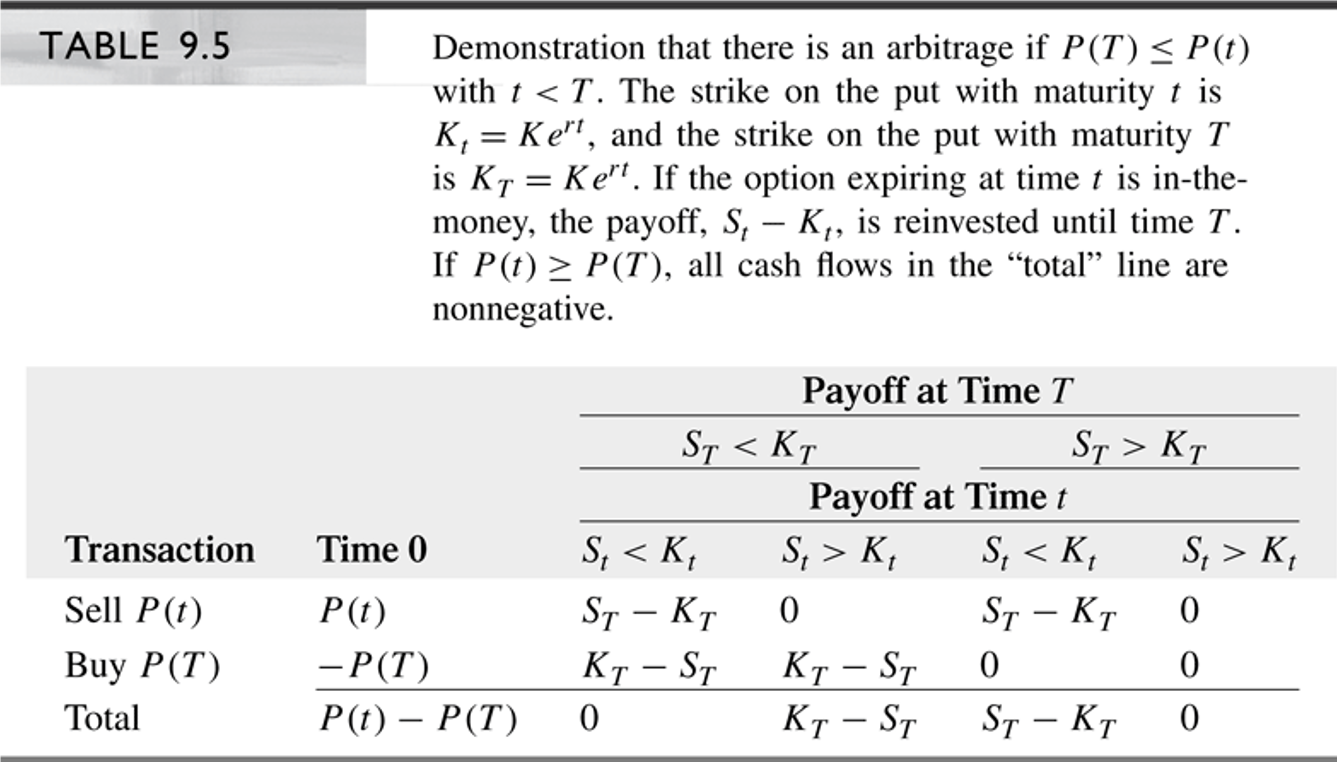 TABLE 9.5
Demonstration that there is an arbitrage if P(T) ≤ P(t)
with t < T. The strike on the put with maturity t is
K_t = Ke^{rt}, and the strike on the put with maturity T
is K_T = Ke^{rt}. If the option expiring at time t is in-the-
money, the payoff, S_t − K_t, is reinvested until time T.
If P(t) ≥ P(T), all cash flows in the “total” line are
nonnegative.
Payoff at Time T
S_T < K_T S_T > K_T
Payoff at Time t
Transaction Time 0 S_t < K_t S_t > K_t S_t < K_t S_t > K_t
Sell P(t) P(t) S_T − K_T 0 S_T − K_T 0
Buy P(T) −P(T) K_T − S_T K_T − S_T 0 0
Total P(t) − P(T) 0 K_T − S_T S_T − K_T 0